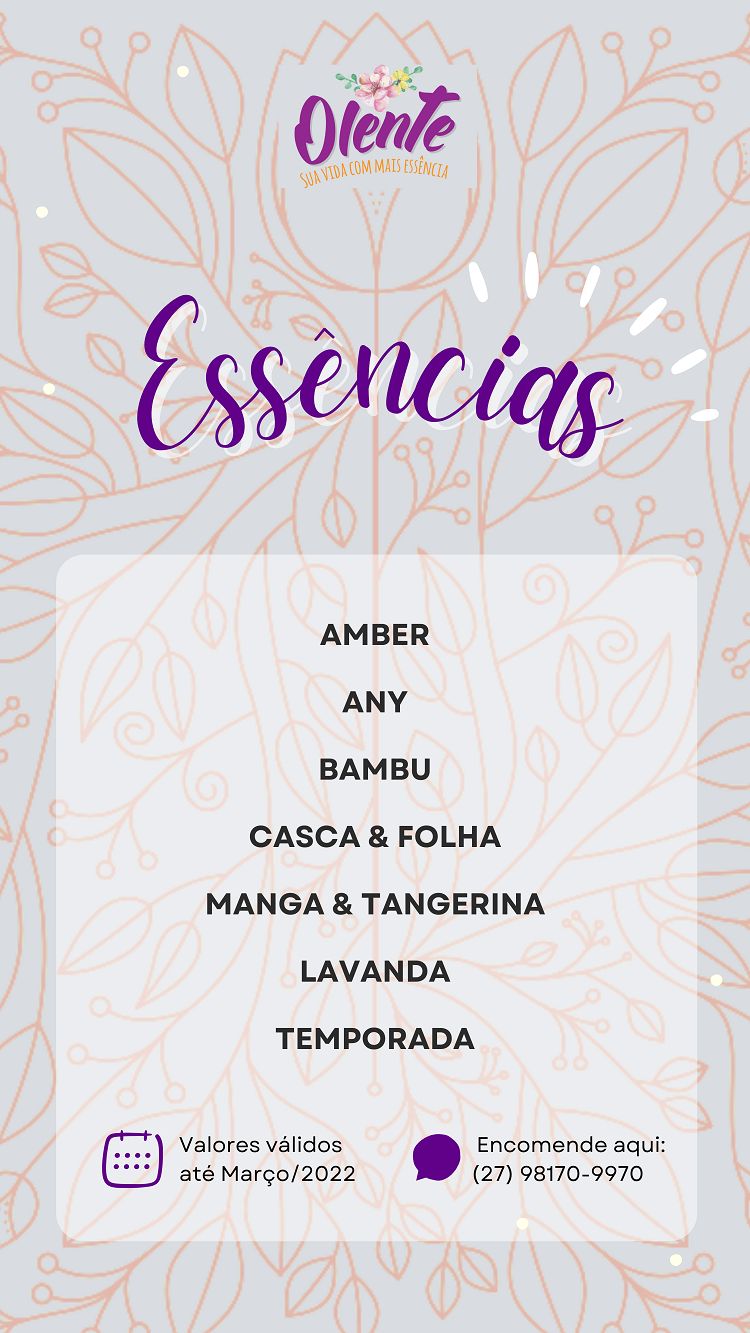 Olente
SUA VIDA COM MAIS ESSÊNCIA
Essências
AMBER
ANY
BAMBU
CASCA & FOLHA
MANGA & TANGERINA
LAVANDA
TEMPORADA
Valores válidos
até Março/2022
Encomende aqui:
(27) 98170-9970